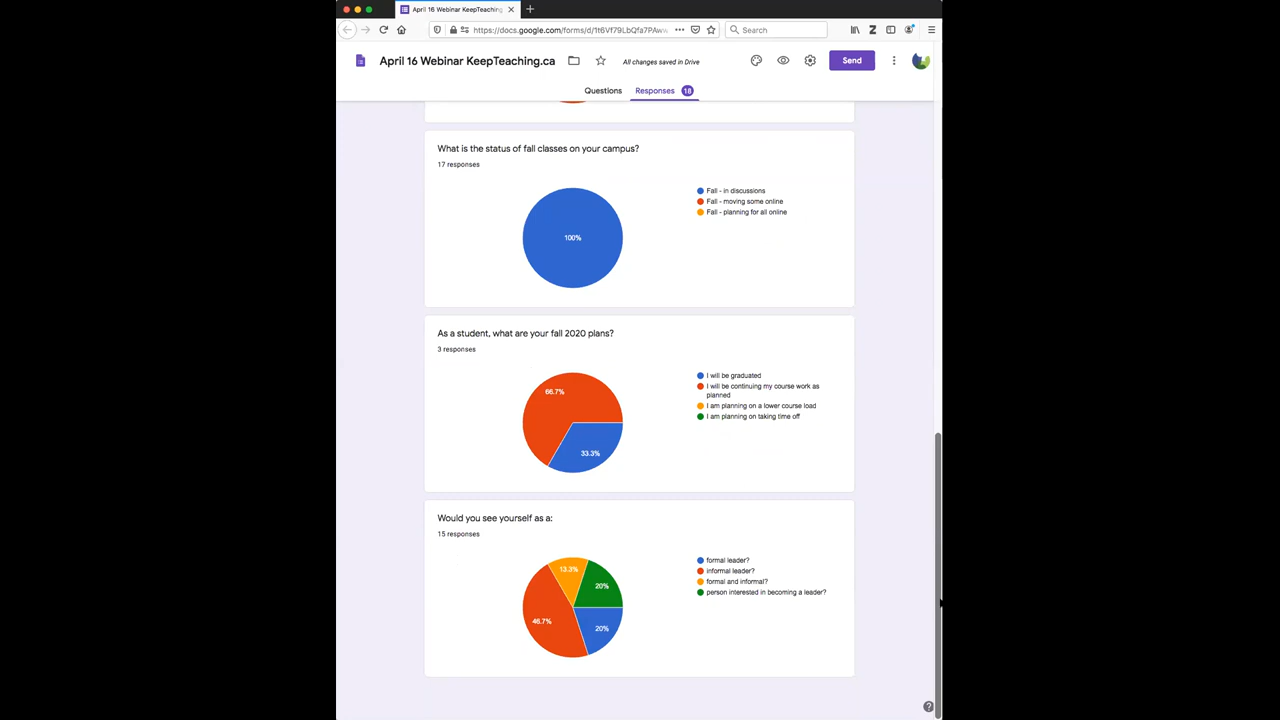 April 16 Webinar KeepTeaching
https://docs.google.com/forms/d/1t6Vf79LbQfa7PAw
Search
April 16 Webinar KeepTeaching.ca
All changes saved in Drive
Send
Questions
Responses 18
What is the status of fall classes on your campus?
17 responses
100%
Fall - in discussions
Fall - moving some online
Fall - planning for all online
As a student, what are your fall 2020 plans?
3 responses
66.7%
33.3%
I will be graduated
I will be continuing my course work as
planned
I am planning on a lower course load
I am planning on taking time off
Would you see yourself as a:
15 responses
13.3%
20%
46.7%
20%
formal leader?
informal leader?
formal and informal?
person interested in becoming a leader?